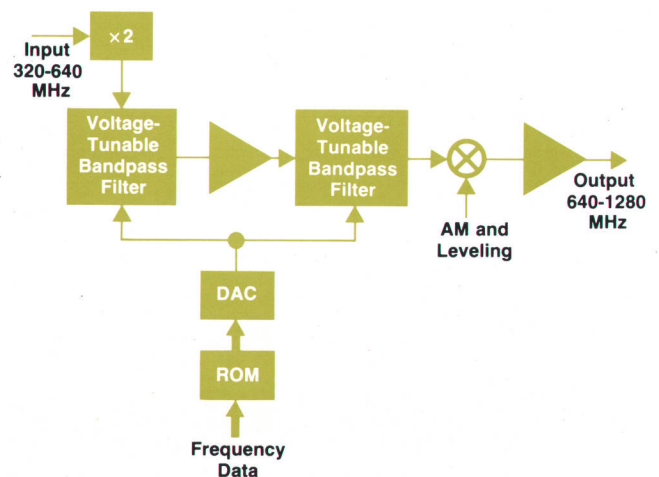 ×2
Input
320-640
MHz
Voltage-
Tunable
Bandpass
Filter
Voltage-
Tunable
Bandpass
Filter
Output
640-1280
MHz
AM and
Leveling
DAC
ROM
Frequency
Data